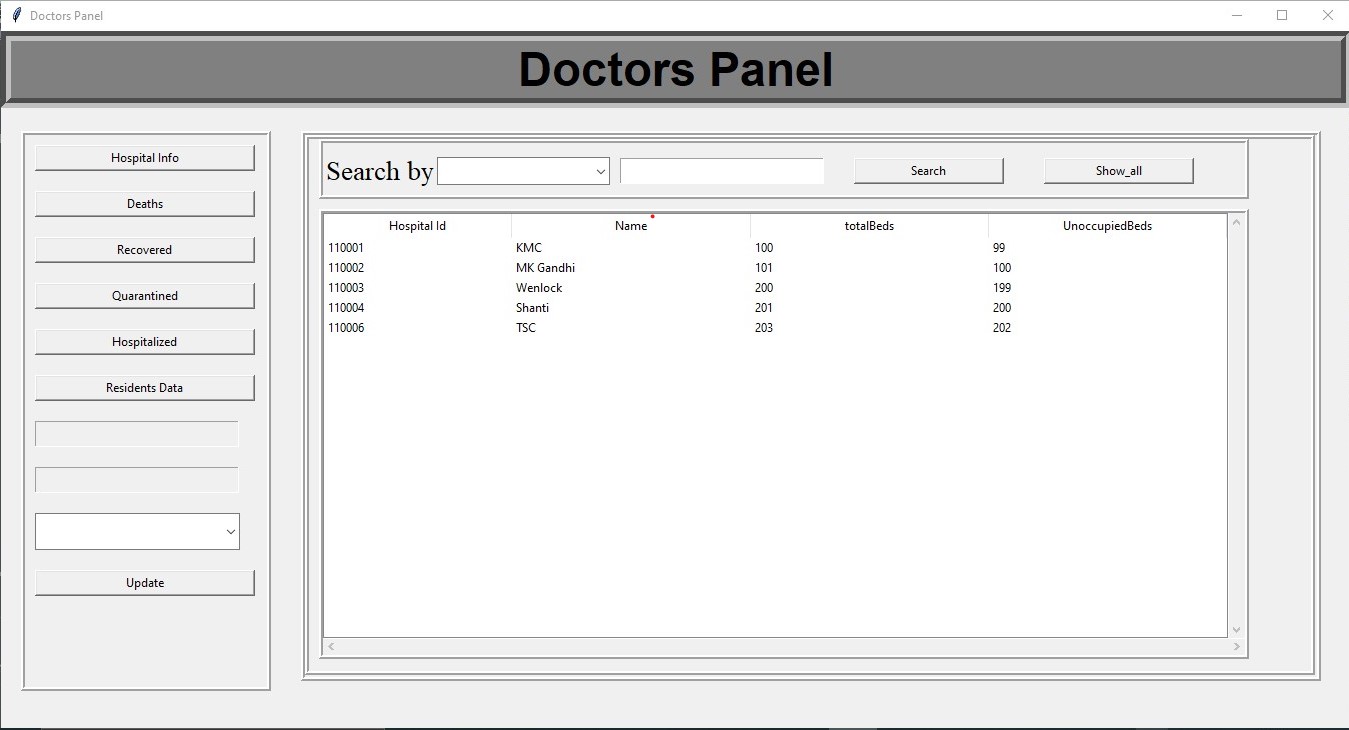 Doctors Panel
Doctors Panel
Hospital Info
Deaths
Recovered
Quarantined
Hospitalized
Residents Data
Update
Search by Search Show_all
Hospital Id Name totalBeds UnoccupiedBeds
110001 KMC 100 99
110002 MK Gandhi 101 100
110003 Wenlock 200 199
110004 Shanti 201 200
110006 TSC 203 202